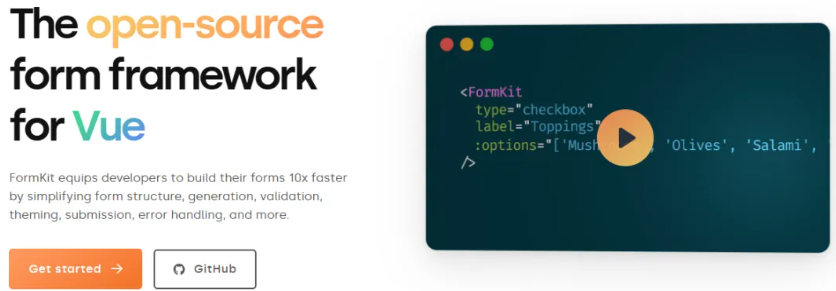 The open-source
form framework
for Vue
FormKit equips developers to build their forms 10x faster
by simplifying form structure, generation, validation,
theming, submission, error handling, and more.
Get started →
GitHub
<FormKit
type="checkbox"
label="Toppings"
:options="['Mush , 'Olives', 'Salami',
/>